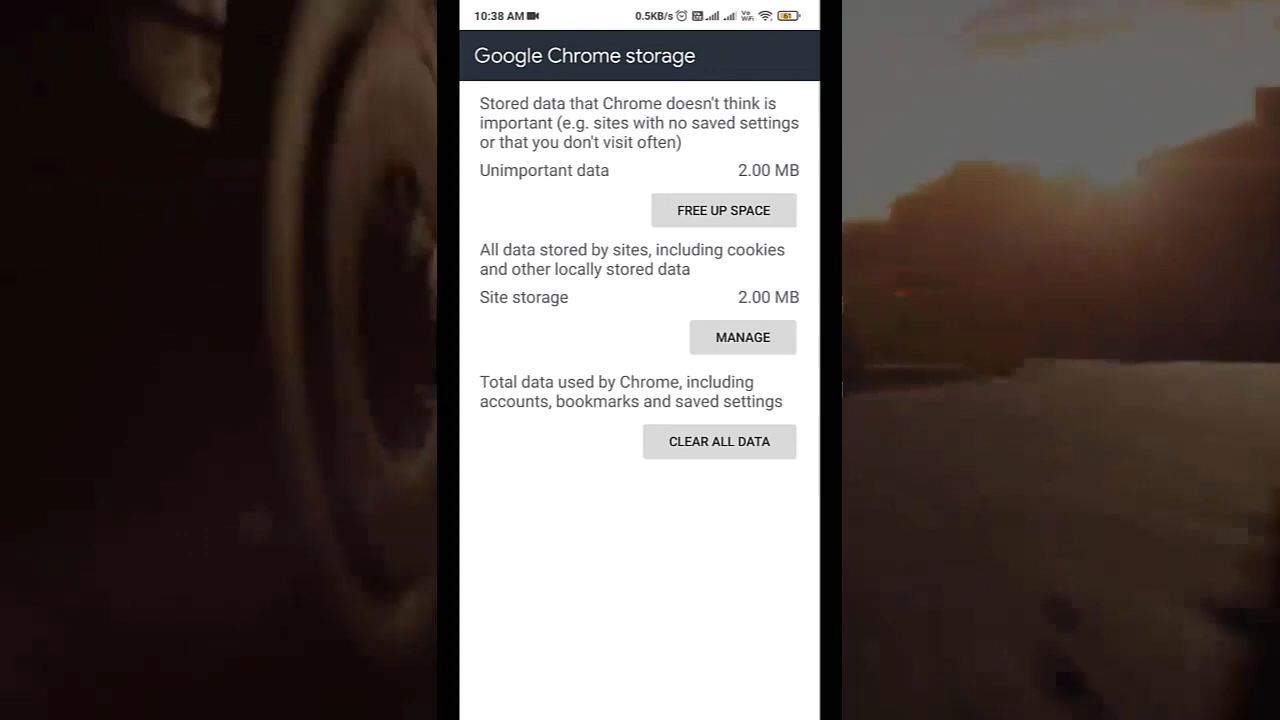 10:38 AM 0.5KB/s Vo WiFi 61
Google Chrome storage
Stored data that Chrome doesn't think is
important (e.g. sites with no saved settings
or that you don't visit often)
Unimportant data 2.00 MB
FREE UP SPACE
All data stored by sites, including cookies
and other locally stored data
Site storage 2.00 MB
MANAGE
Total data used by Chrome, including
accounts, bookmarks and saved settings
CLEAR ALL DATA